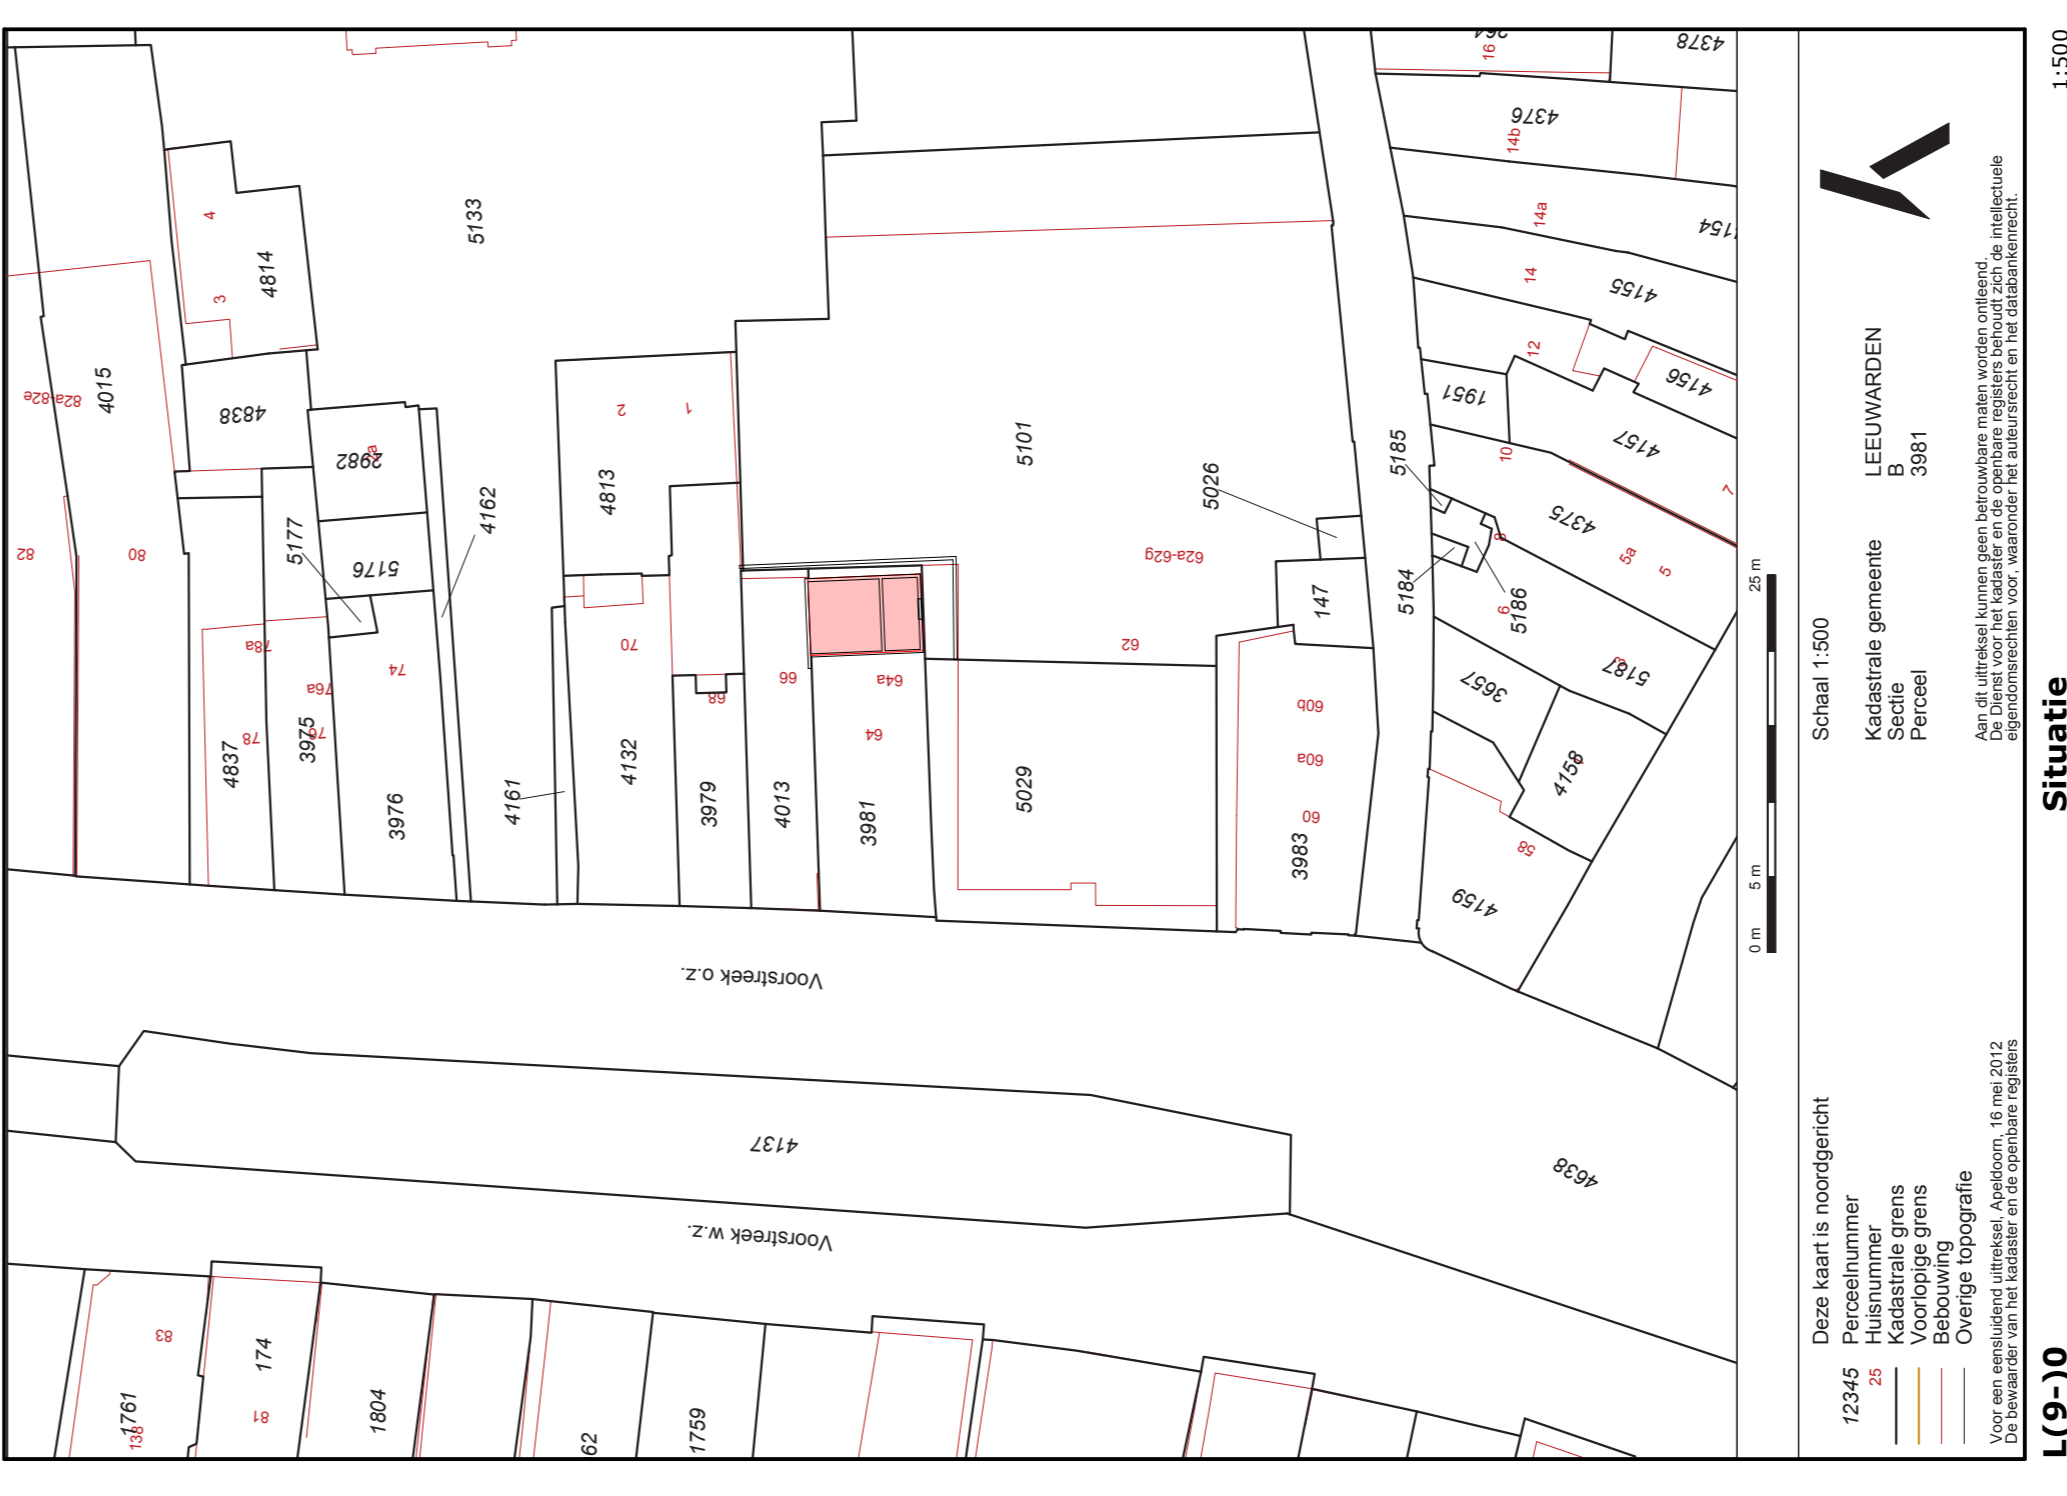 4015
82a-82e
82
80
4
3
4814
4838
2982
5177
5176
4162
5133
4813
2
1
5101
5026
62a-62g
62
147
5185
5184
5186
8
6
10
1951
12
14
14a
14b
16
4378
4376
4155
4156
4157
4375
5a
5
7
3
5187
3657
4158
58
4159
78a
78
4837
76a
76
3975
74
3976
4161
70
4132
68
3979
66
4013
64a
64
3981
5029
60b
60a
60
3983
Voorstreek o.z.
4137
Voorstreek w.z.
4638
83
1761
138
174
81
1804
62
1759
0 m 5 m 25 m
Deze kaart is noordgericht
12345 Perceelnummer
25 Huisnummer
Kadastrale grens
Voorlopige grens
Bebouwing
Overige topografie
Voor een eensluidend uittreksel, Apeldoorn, 16 mei 2012
De bewaarder van het kadaster en de openbare registers
Schaal 1:500
Kadastrale gemeente LEEUWARDEN
Sectie B
Perceel 3981
Aan dit uittreksel kunnen geen betrouwbare maten worden ontleend.
De Dienst voor het kadaster en de openbare registers behoudt zich de intellectuele
eigendomsrechten voor, waaronder het auteursrecht en het databankenrecht.
L(9-)0 Situatie 1:500